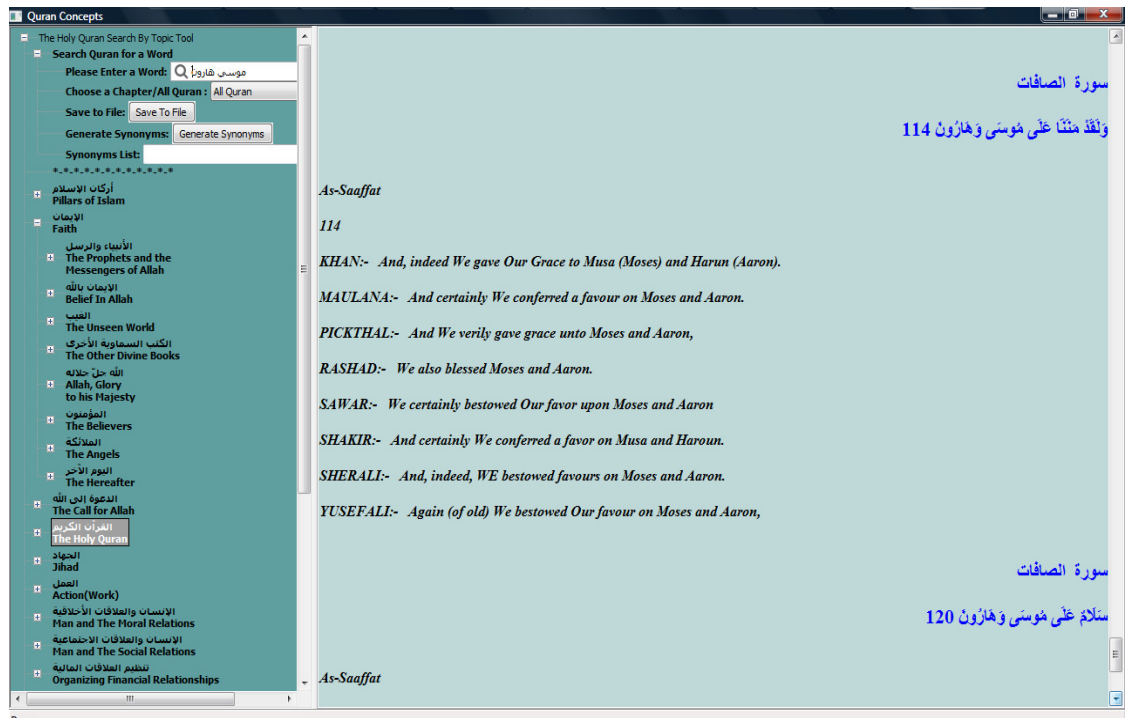 Quran Concepts
The Holy Quran Search By Topic Tool
Search Quran for a Word
Please Enter a Word: موسى هارون
Choose a Chapter/All Quran : All Quran
Save to File: Save To File
Generate Synonyms: Generate Synonyms
Synonyms List:
*-*-*-*-*-*-*-*-*-*-*-*
أركان الإسلام
Pillars of Islam
الإيمان
Faith
الأنبياء والرسل
The Prophets and the
Messengers of Allah
الإيمان بالله
Belief In Allah
الغيب
The Unseen World
الكتب السماوية الأخرى
The Other Divine Books
الله جلّ جلاله
Allah, Glory
to his Majesty
المؤمنون
The Believers
الملائكة
The Angels
اليوم الآخر
The Hereafter
الدعوة إلى الله
The Call for Allah
القرآن الكريم
The Holy Quran
الجهاد
Jihad
العمل
Action(Work)
الإنسان والعلاقات الأخلاقية
Man and The Moral Relations
الإنسان والعلاقات الاجتماعية
Man and The Social Relations
تنظيم العلاقات المالية
Organizing Financial Relationships
سورة الصافات
وَلَقَدْ مَنَنَّا عَلَى مُوسَى وَهَارُونَ 114
As-Saaffat
114
KHAN:- And, indeed We gave Our Grace to Musa (Moses) and Harun (Aaron).
MAULANA:- And certainly We conferred a favour on Moses and Aaron.
PICKTHAL:- And We verily gave grace unto Moses and Aaron,
RASHAD:- We also blessed Moses and Aaron.
SAWAR:- We certainly bestowed Our favor upon Moses and Aaron
SHAKIR:- And certainly We conferred a favor on Musa and Haroun.
SHERALI:- And, indeed, WE bestowed favours on Moses and Aaron.
YUSEFALI:- Again (of old) We bestowed Our favour on Moses and Aaron,
سورة الصافات
سَلَامٌ عَلَى مُوسَى وَهَارُونَ 120
As-Saaffat